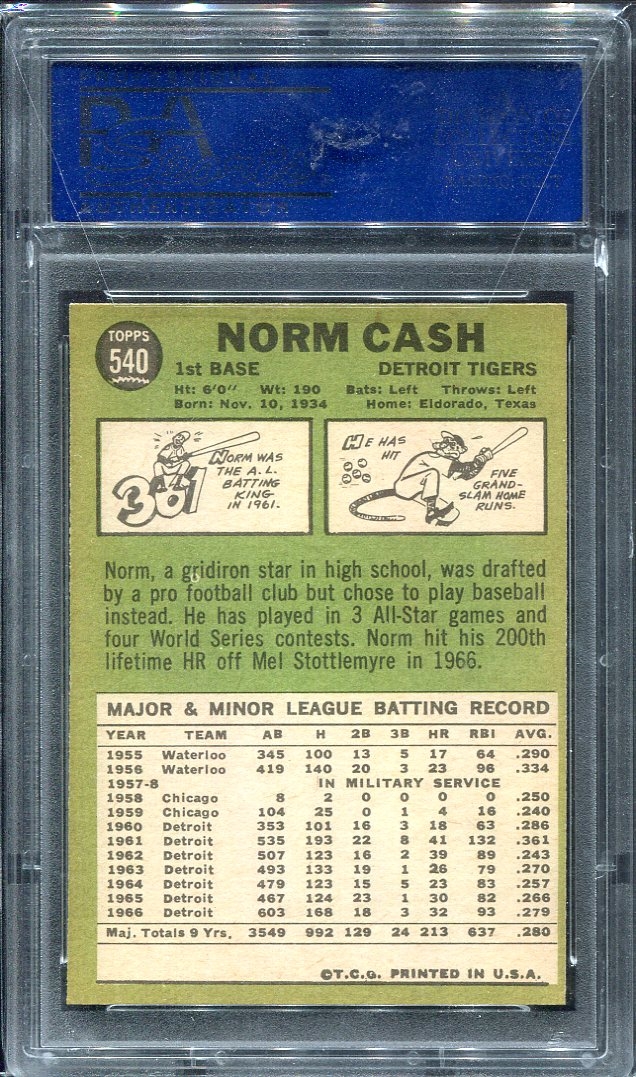 PSA
TOPPS
540
NORM CASH
1st BASE DETROIT TIGERS
Ht: 6'0" Wt: 190 Bats: Left Throws: Left
Born: Nov. 10, 1934 Home: Eldorado, Texas
NORM WAS
THE A.L.
BATTING
KING
IN 1961.
361
HE HAS
HIT
FIVE
GRAND-
SLAM HOME
RUNS.
Norm, a gridiron star in high school, was drafted
by a pro football club but chose to play baseball
instead. He has played in 3 All-Star games and
four World Series contests. Norm hit his 200th
lifetime HR off Mel Stottlemyre in 1966.
MAJOR & MINOR LEAGUE BATTING RECORD
YEAR TEAM AB H 2B 3B HR RBI AVG.
1955 Waterloo 345 100 13 5 17 64 .290
1956 Waterloo 419 140 20 3 23 96 .334
1957-8 IN MILITARY SERVICE
1958 Chicago 8 2 0 0 0 0 .250
1959 Chicago 104 25 0 1 4 16 .240
1960 Detroit 353 101 16 3 18 63 .286
1961 Detroit 535 193 22 8 41 132 .361
1962 Detroit 507 123 16 2 39 89 .243
1963 Detroit 493 133 19 1 26 79 .270
1964 Detroit 479 123 15 5 23 83 .257
1965 Detroit 467 124 23 1 30 82 .266
1966 Detroit 603 168 18 3 32 93 .279
Maj. Totals 9 Yrs. 3549 992 129 24 213 637 .280
©T.C.G. PRINTED IN U.S.A.